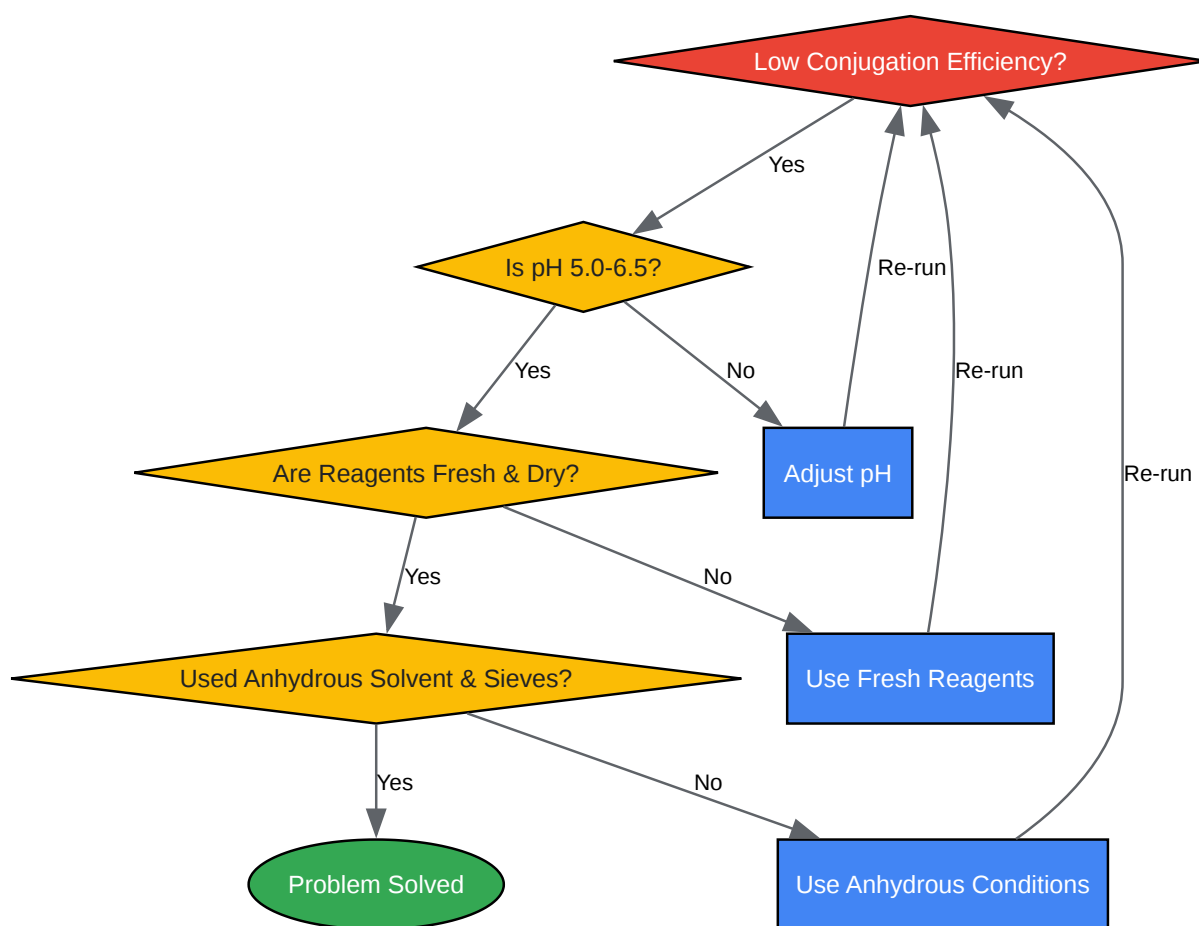 Low Conjugation Efficiency?
Yes
Is pH 5.0-6.5?
Re-run
Yes
No
Re-run
Are Reagents Fresh & Dry?
Adjust pH
Re-run
Yes
No
Used Anhydrous Solvent & Sieves?
Use Fresh Reagents
Yes
No
Problem Solved
Use Anhydrous Conditions